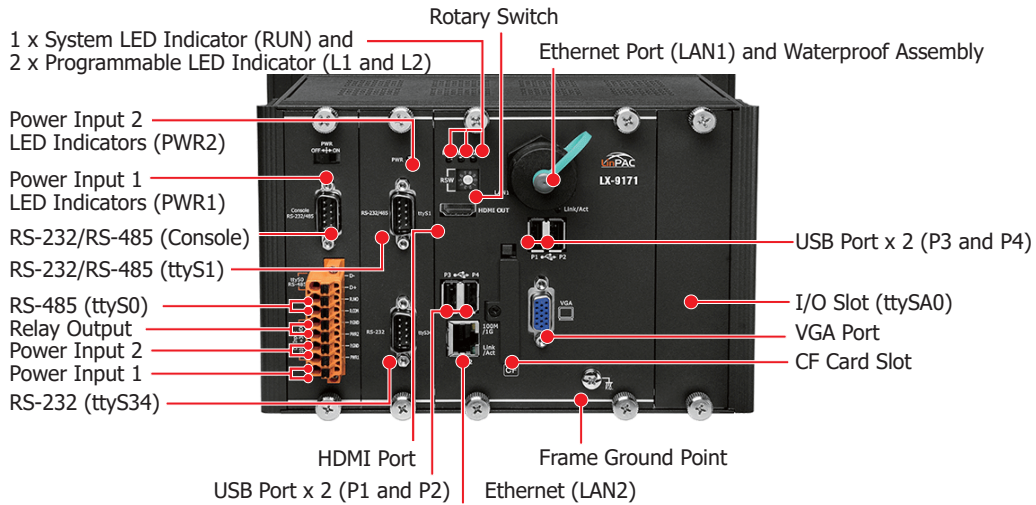 Rotary Switch
1 x System LED Indicator (RUN) and
2 x Programmable LED Indicator (L1 and L2)
Ethernet Port (LAN1) and Waterproof Assembly
Power Input 2
LED Indicators (PWR2)
Power Input 1
LED Indicators (PWR1)
RS-232/RS-485 (Console)
RS-232/RS-485 (ttyS1)
RS-485 (ttyS0)
Relay Output
Power Input 2
Power Input 1
RS-232 (ttyS34)
PWR
OFF ON
Console
RS-232/485
ttyS0
RS-485
D-
D+
PWR
RS-232/485
ttyS1
RS-232
ttyS34
RSW
LAN1
HDMI OUT
P3 P4
100M
/1G
Link
/Act
LinPAC
LX-9171
Link/Act
P1 P2
VGA
CF
USB Port x 2 (P3 and P4)
I/O Slot (ttySA0)
VGA Port
CF Card Slot
HDMI Port
Frame Ground Point
USB Port x 2 (P1 and P2)
Ethernet (LAN2)